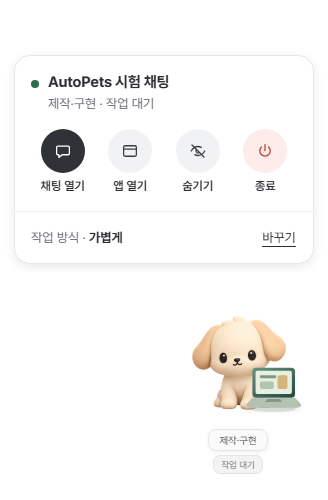 AutoPets 시험 채팅
제작·구현 · 작업 대기
채팅 열기 앱 열기 숨기기 종료
작업 방식 · 가볍게 바꾸기
제작·구현
작업 대기